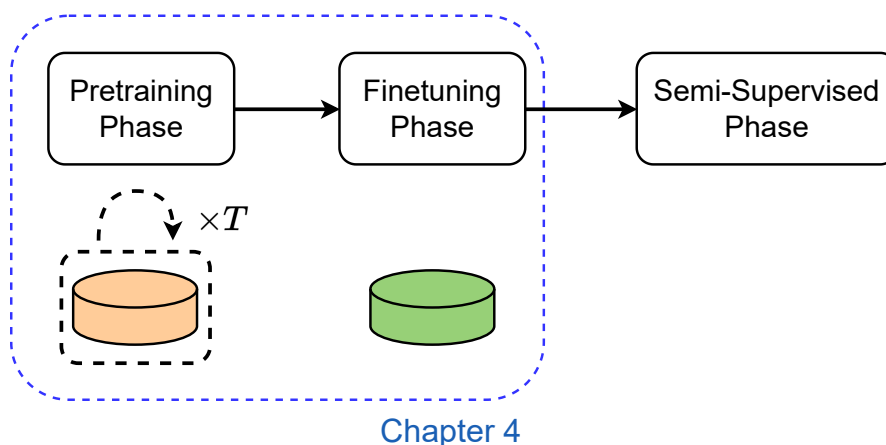 Pretraining
Phase
Finetuning
Phase
Semi-Supervised
Phase
×T
Chapter 4